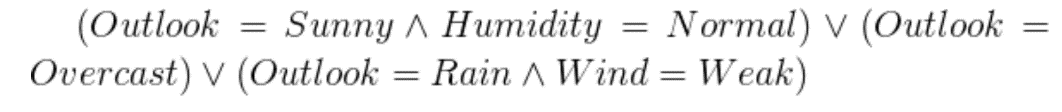 (Outlook = Sunny ∧ Humidity = Normal) ∨ (Outlook =
Overcast) ∨ (Outlook = Rain ∧ Wind = Weak)